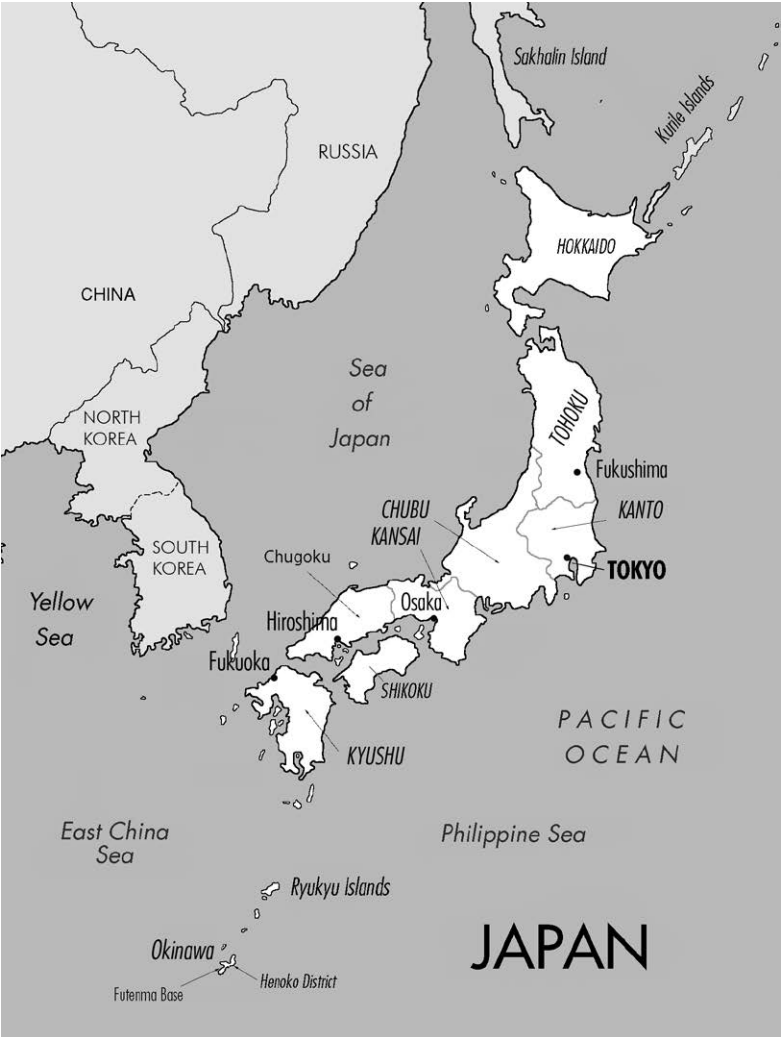 Sakhalin Island
Kurile Islands
RUSSIA
HOKKAIDO
CHINA
Sea
of
Japan
NORTH
KOREA
TOHOKU
Fukushima
CHUBU
KANSAI
KANTO
SOUTH
KOREA
Chugoku
TOKYO
Yellow
Sea
Osaka
Hiroshima
Fukuoka
SHIKOKU
PACIFIC
OCEAN
KYUSHU
East China
Sea
Philippine Sea
Ryukyu Islands
Okinawa
JAPAN
Henoko District
Futenma Base